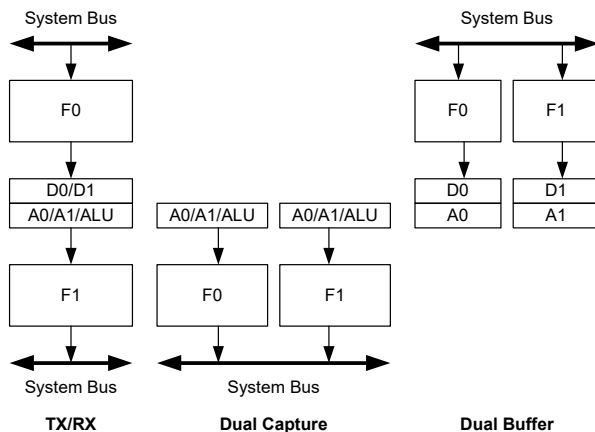 System Bus
System Bus
F0
F0
F1
D0/D1
D0
D1
A0/A1/ALU
A0/A1/ALU
A0/A1/ALU
A0
A1
F1
F0
F1
System Bus
System Bus
TX/RX
Dual Capture
Dual Buffer